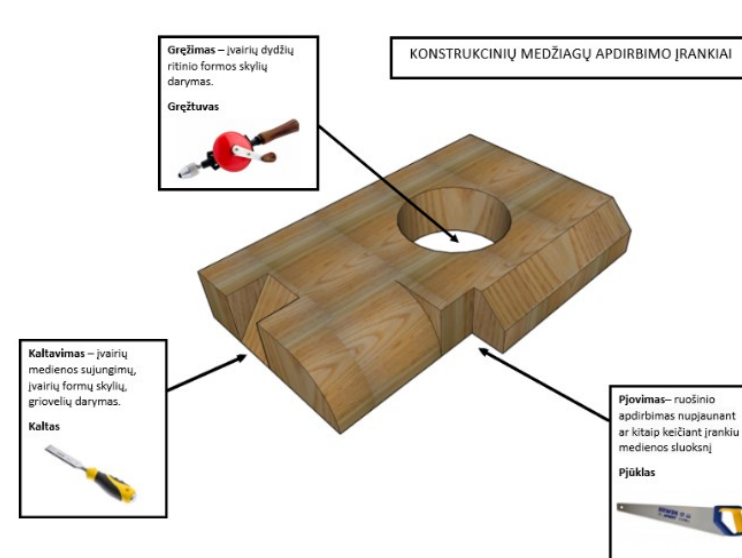 Gręžimas – įvairių dydžių
ritinio formos skylių
darymas.
Gręžtuvas
KONSTRUKCINIŲ MEDŽIAGŲ APDIRBIMO ĮRANKIAI
Kaltavimas – įvairių
medienos sujungimų,
įvairių formų skylių,
griovelių darymas.
Kaltas
Pjovimas– ruošinio
apdirbimas nupjaunant
ar kitaip keičiant įrankiu
medienos sluoksnį
Pjūklas